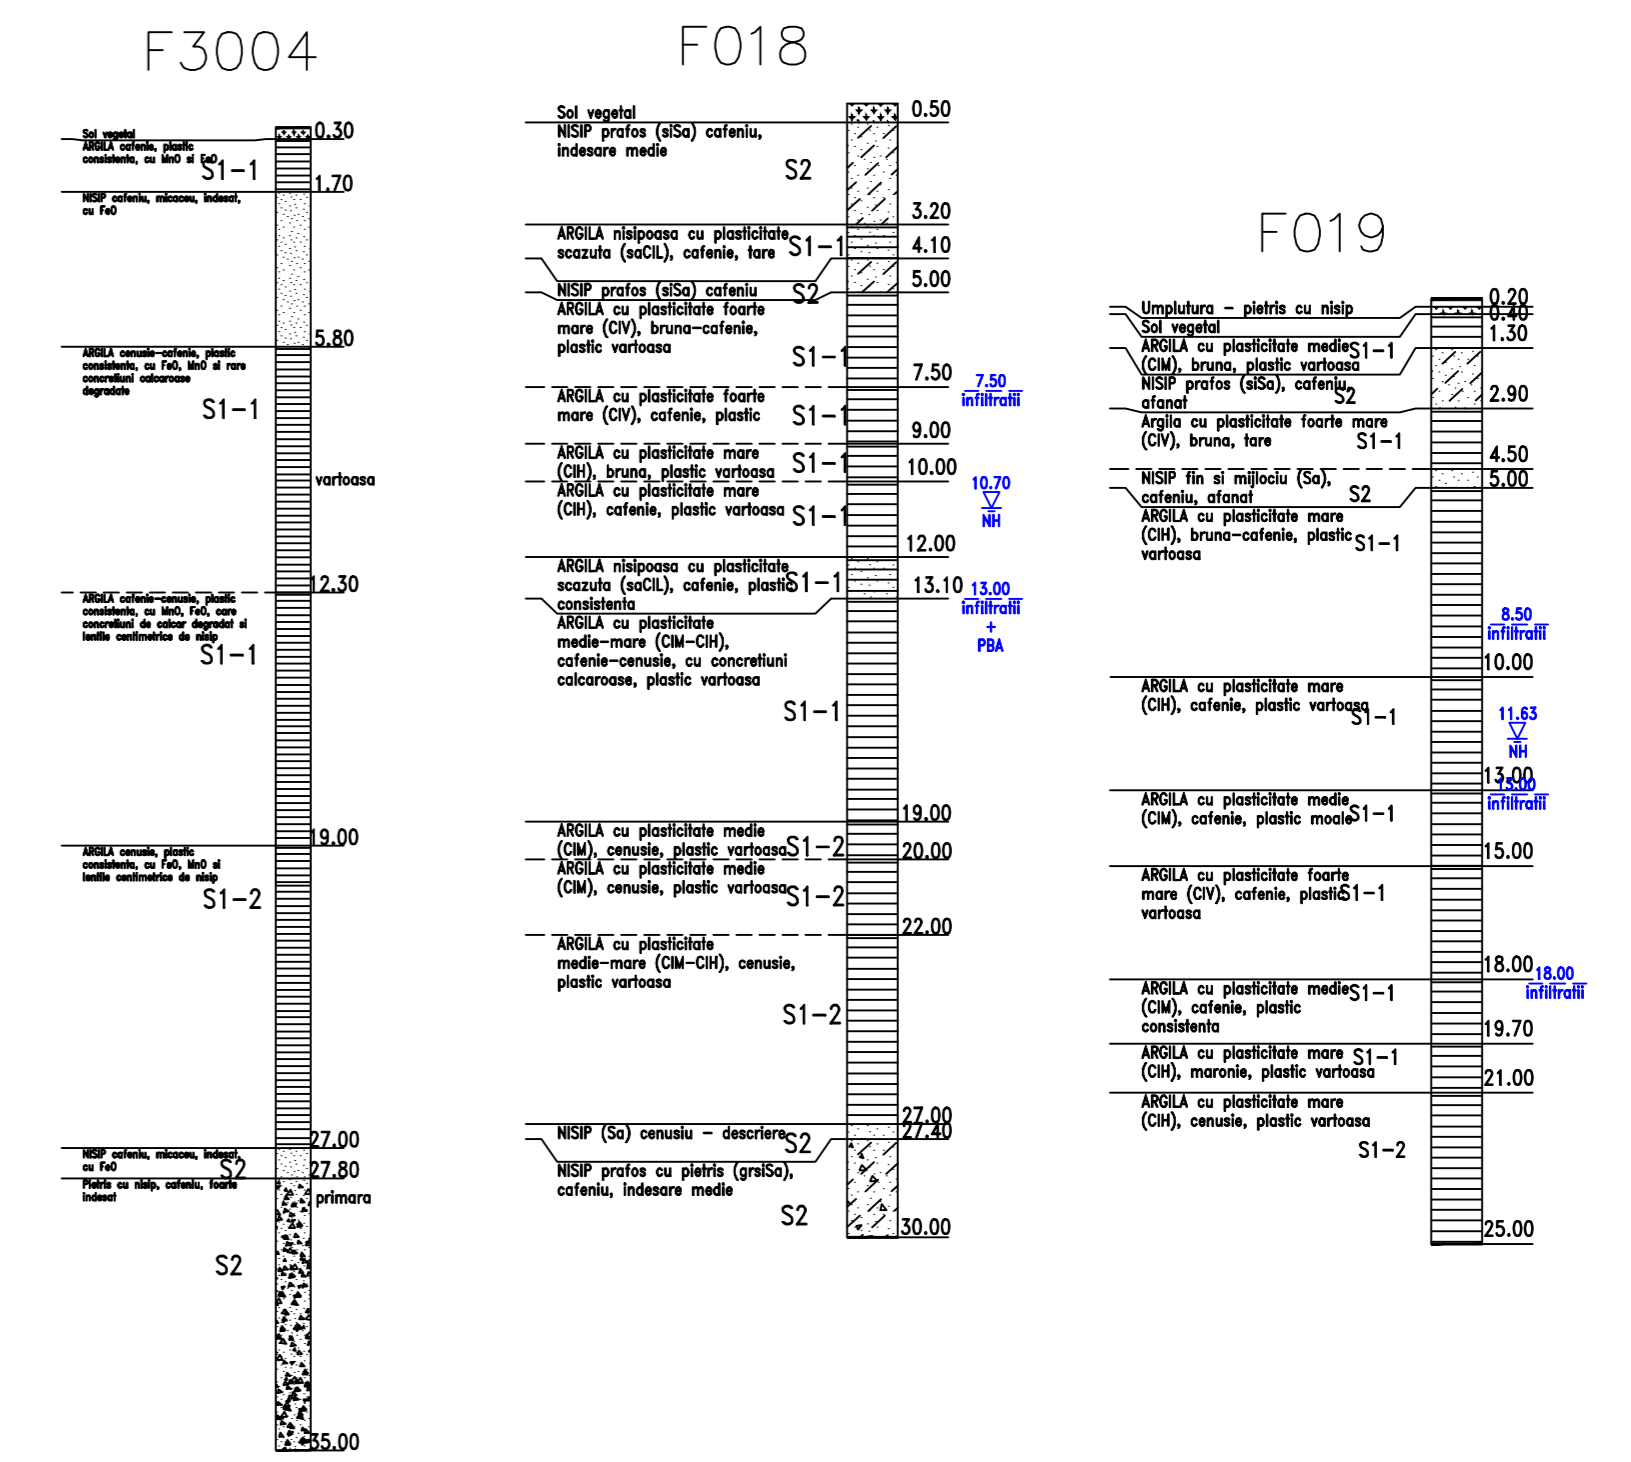 F3004
Sol vegetal
0.30
ARGILA cafenie, plastic
consistenta, cu MnO si FeO
S1-1
1.70
NISIP cafeniu, micaceu, indesat,
cu FeO
5.80
ARGILA cenusie-cafenie, plastic
consistenta, cu FeO, MnO si rare
concretiuni calcaroase
degradate
S1-1
vartoasa
12.30
ARGILA cafenie-cenusie, plastic
consistenta, cu MnO, FeO, care
concretiuni de calcar degradat si
lentile centimetrice de nisip
S1-1
19.00
ARGILA cenusie, plastic
consistenta, cu FeO, MnO si
lentile centimetrice de nisip
S1-2
27.00
NISIP cafeniu, micaceu, indesat,
cu FeO
S2
27.80
Pietris cu nisip, cafeniu, foarte
indesat
primara
S2
35.00
F018
Sol vegetal
0.50
NISIP prafos (siSa) cafeniu,
indesare medie
S2
3.20
ARGILA nisipoasa cu plasticitate
scazuta (saClL), cafenie, tare
S1-1
4.10
NISIP prafos (siSa) cafeniu
S2
5.00
ARGILA cu plasticitate foarte
mare (ClV), bruna-cafenie,
plastic vartoasa
S1-1
7.50
7.50
infiltratii
ARGILA cu plasticitate foarte
mare (ClV), cafenie, plastic
S1-1
9.00
ARGILA cu plasticitate mare
(ClH), bruna, plastic vartoasa
S1-1
10.00
ARGILA cu plasticitate mare
(ClH), cafenie, plastic vartoasa
S1-1
10.70
NH
12.00
ARGILA nisipoasa cu plasticitate
scazuta (saClL), cafenie, plastic
consistenta
S1-1
13.10
13.00
infiltratii
+
PBA
ARGILA cu plasticitate
medie-mare (ClM-ClH),
cafenie-cenusie, cu concretiuni
calcaroase, plastic vartoasa
S1-1
19.00
ARGILA cu plasticitate medie
(ClM), cenusie, plastic vartoasa
S1-2
20.00
ARGILA cu plasticitate medie
(ClM), cenusie, plastic vartoasa
S1-2
22.00
ARGILA cu plasticitate
medie-mare (ClM-ClH), cenusie,
plastic vartoasa
S1-2
27.00
NISIP (Sa) cenusiu - descriere
S2
27.40
NISIP prafos cu pietris (grsiSa),
cafeniu, indesare medie
S2
30.00
F019
Umplutura - pietris cu nisip
0.20
Sol vegetal
0.40
ARGILA cu plasticitate medie
(ClM), bruna, plastic vartoasa
S1-1
1.30
NISIP prafos (siSa), cafeniu,
afanat
S2
2.90
Argila cu plasticitate foarte mare
(ClV), bruna, tare
S1-1
4.50
NISIP fin si mijlociu (Sa),
cafeniu, afanat
S2
5.00
ARGILA cu plasticitate mare
(ClH), bruna-cafenie, plastic
vartoasa
S1-1
8.50
infiltratii
10.00
ARGILA cu plasticitate mare
(ClH), cafenie, plastic vartoasa
S1-1
11.63
NH
13.00
13.00
infiltratii
ARGILA cu plasticitate medie
(ClM), cafenie, plastic moale
S1-1
15.00
ARGILA cu plasticitate foarte
mare (ClV), cafenie, plastic
vartoasa
S1-1
18.00
18.00
infiltratii
ARGILA cu plasticitate medie
(ClM), cafenie, plastic
consistenta
S1-1
19.70
ARGILA cu plasticitate mare
(ClH), maronie, plastic vartoasa
S1-1
21.00
ARGILA cu plasticitate mare
(ClH), cenusie, plastic vartoasa
S1-2
25.00